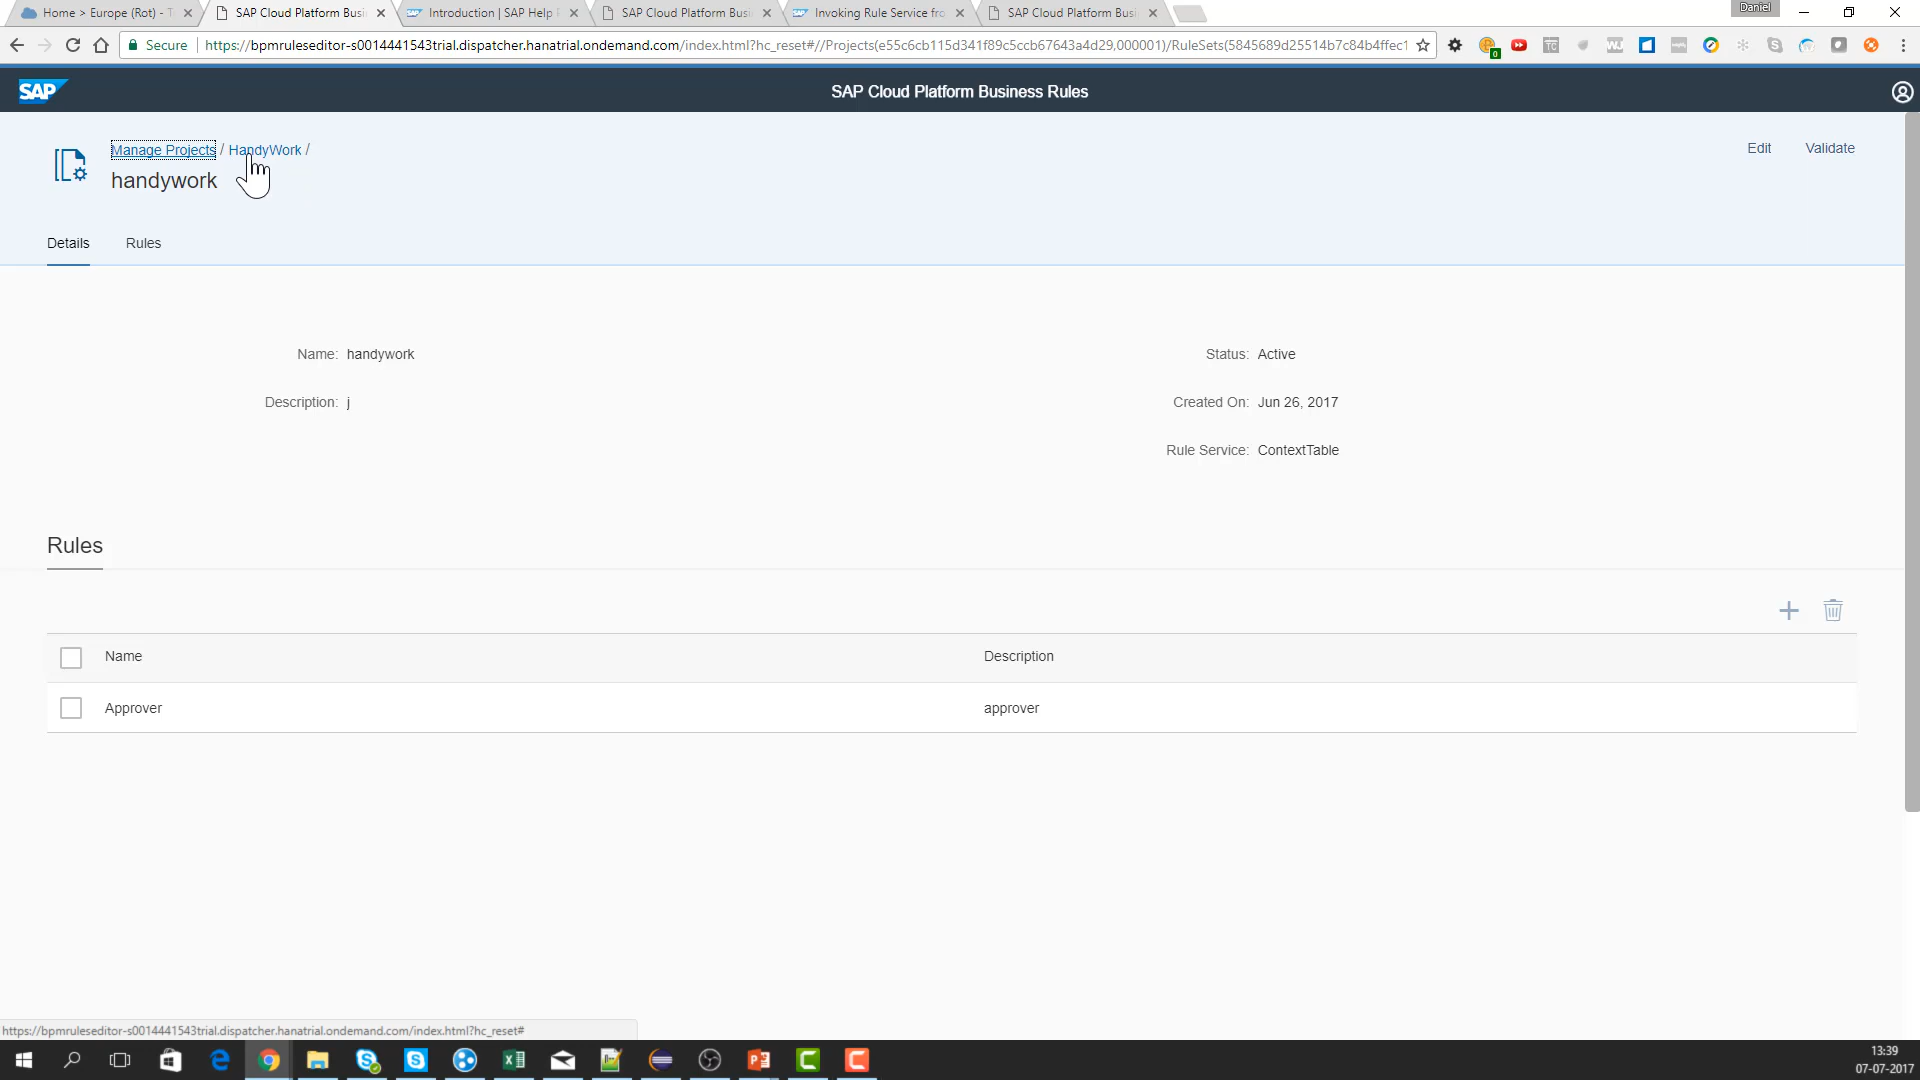 Home > Europe (Rot) - T
SAP Cloud Platform Busi
Introduction | SAP Help P
SAP Cloud Platform Busi
Invoking Rule Service fro
SAP Cloud Platform Busi
Daniel
Secure
https://bpmruleseditor-s0014441543trial.dispatcher.hanatrial.ondemand.com/index.html?hc_reset#//Projects(e55c6cb115d341f89c5ccb67643a4d29,000001)/RuleSets(5845689d25514b7c84b4ffec1
SAP
SAP Cloud Platform Business Rules
Manage Projects / HandyWork /
Edit
Validate
handywork
Details
Rules
Name: handywork
Status: Active
Description: j
Created On: Jun 26, 2017
Rule Service: ContextTable
Rules
Name
Description
Approver
approver
https://bpmruleseditor-s0014441543trial.dispatcher.hanatrial.ondemand.com/index.html?hc_reset#
13:39
07-07-2017